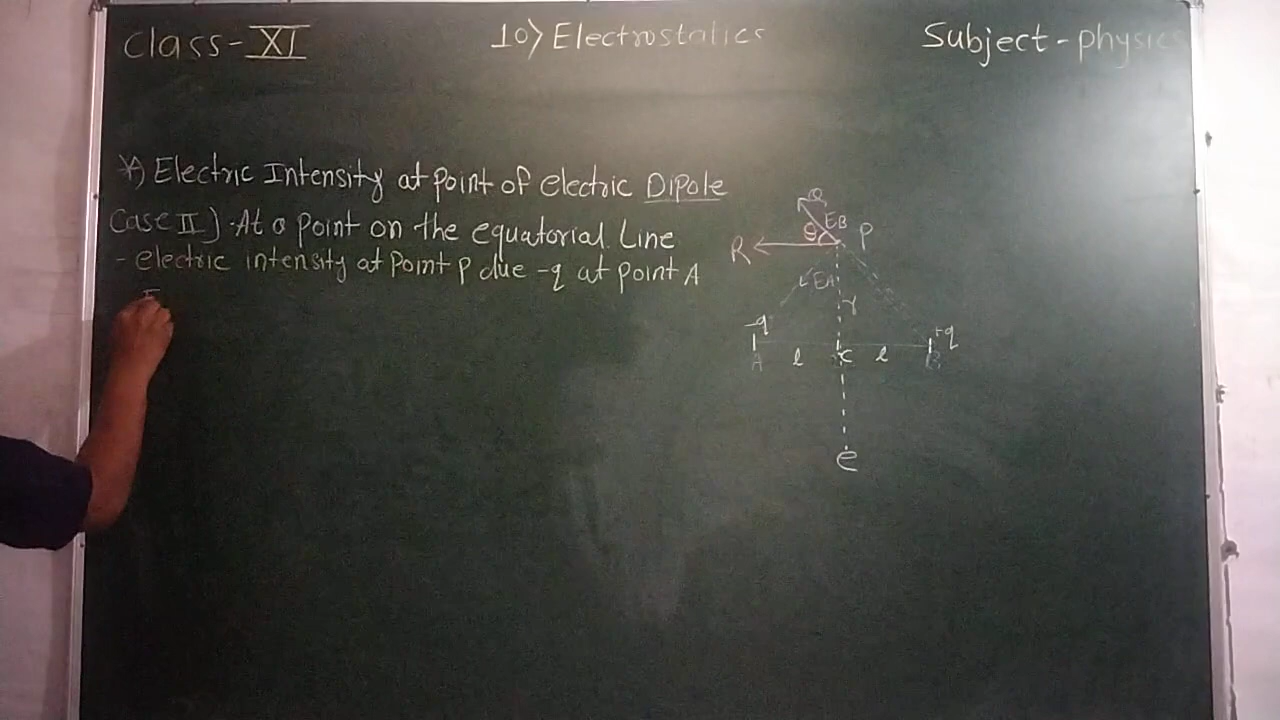 Class-XI
10) Electrostatics
Subject-physics
*) Electric Intensity at point of electric Dipole
Case II) -At a point on the equatorial Line
- electric intensity at Point p due -q at point A
E
Q
EB
θ
P
R
EA
r
-q
+q
A
l
C
l
B
e